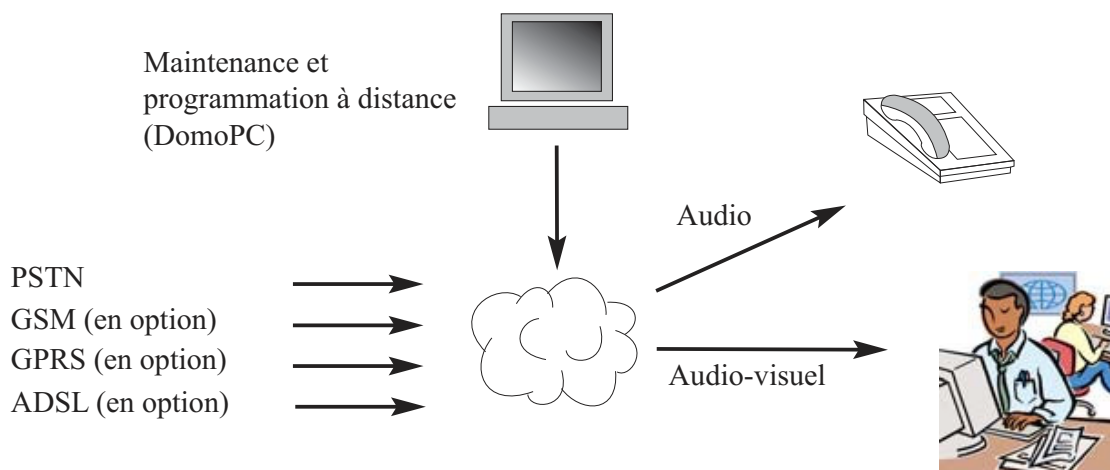 Maintenance et
programmation à distance
(DomoPC)
Audio
PSTN
GSM (en option)
GPRS (en option)
ADSL (en option)
Audio-visuel